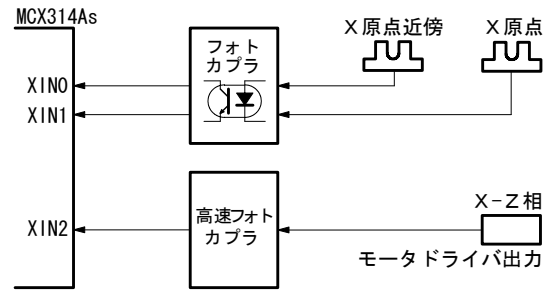 MCX314As
X原点近傍
X原点
フォト
カプラ
XIN0
XIN1
X-Z相
XIN2
高速フォト
カプラ
モータドライバ出力